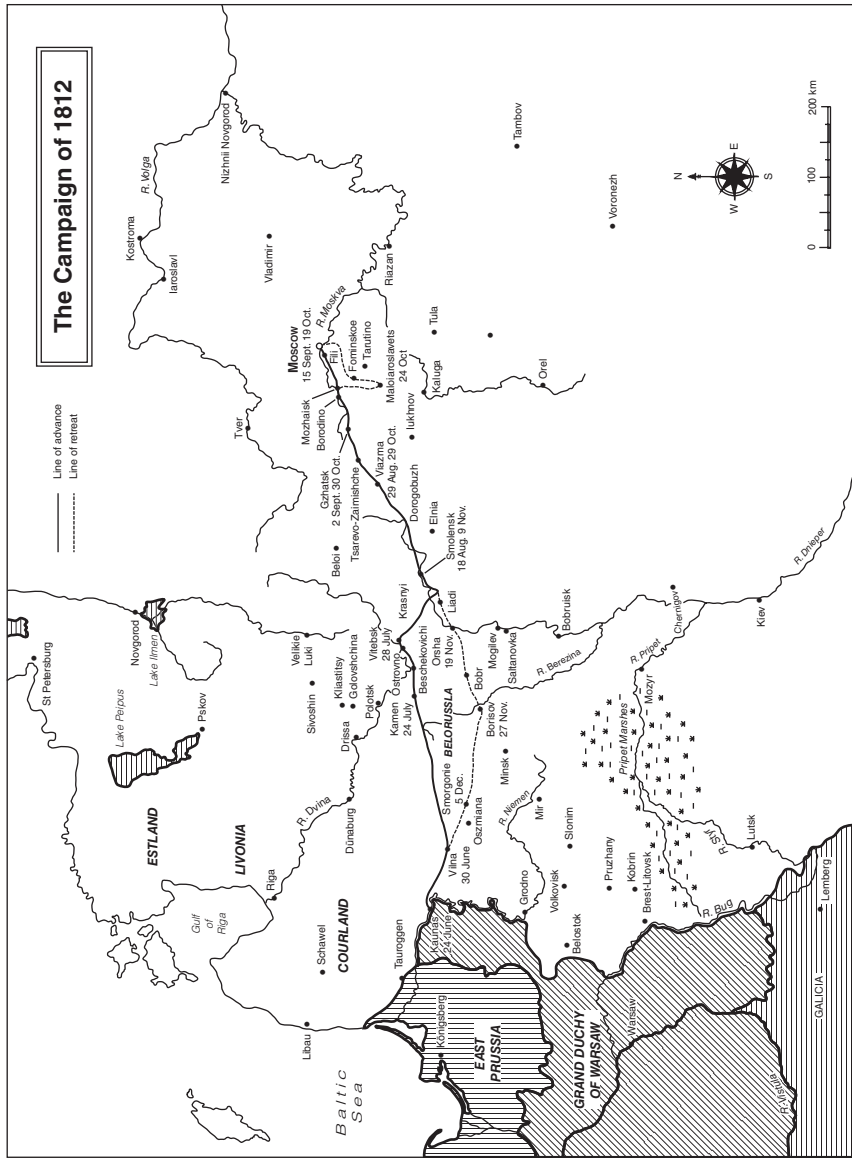 The Campaign of 1812
Line of advance
Line of retreat
St Petersburg
Novgorod
Lake Ilmen
Lake Peipus
Pskov
ESTLAND
LIVONIA
Gulf
of
Riga
Riga
R. Dvina
Schawel
COURLAND
Libau
Baltic
Sea
Tauroggen
Königsberg
EAST
PRUSSIA
GRAND DUCHY
OF WARSAW
Warsaw
R. Vistula
GALICIA
Lemberg
Kaunas
24 June
Vilna
30 June
Oszmiana
Smorgonie
5 Dec.
Dünaburg
Drissa
Polotsk
Kliastitsy
Golovshchina
Sivoshin
Velikie
Luki
Kamen
24 July
Ostrovno
Vitebsk
28 July
Beschekovichi
BELORUSSLA
Orsha
19 Nov.
Bobr
Borisov
27 Nov.
Minsk
R. Berezina
Mogilev
Saltanovka
Bobruisk
R. Niemen
Grodno
Mir
Slonim
Volkovisk
Belostok
Pruzhany
Kobrin
Brest-Litovsk
R. Bug
R. Styr
Lutsk
Pripet Marshes
R. Pripet
Mozyr
Chernigov
Kiev
R. Dnieper
Krasnyi
Liadi
Smolensk
18 Aug. 9 Nov.
Elnia
Dorogobuzh
Beloi
Tsarevo-Zaimishche
Viazma
29 Aug. 29 Oct.
Gzhatsk
2 Sept. 30 Oct.
Iukhnov
Borodino
Mozhaisk
Moscow
15 Sept. 19 Oct.
Fili
Fominskoe
Tarutino
Maloiaroslavets
24 Oct
Kaluga
Tula
Orel
R. Moskva
Riazan
Tver
Iaroslavl
Kostroma
R. Volga
Nizhnii Novgorod
Vladimir
Tambov
Voronezh
N
E
S
W
0 100 200 km